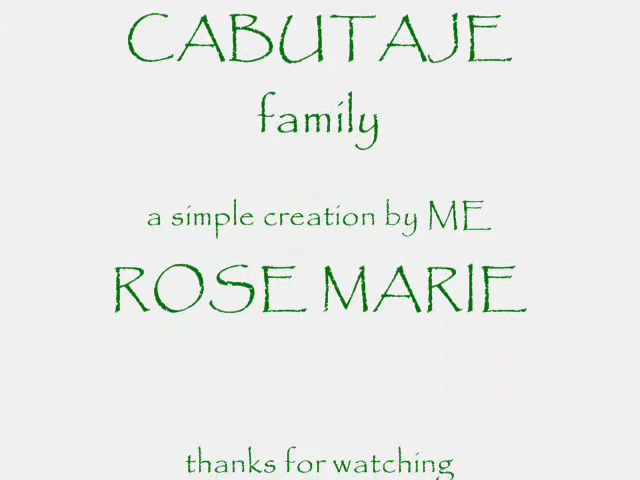 CABUTAJE
family
a simple creation by ME
ROSE MARIE
thanks for watching